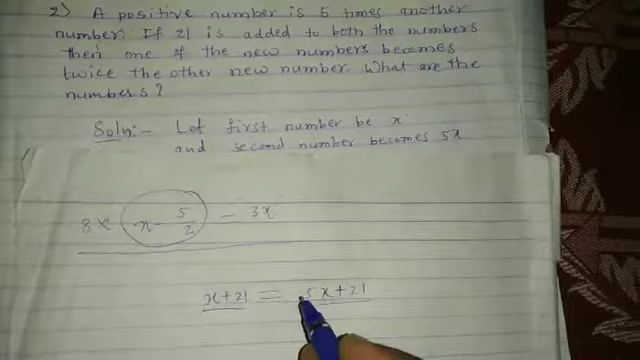 2) A positive number is 5 times another
number. If 21 is added to both the numbers
then one of the new numbers becomes
twice the other new number. What are the
numbers?
Soln:- Let first number be x
and second number becomes 5x
8x x - 5/2 = 3x
x+21 = 5x+21